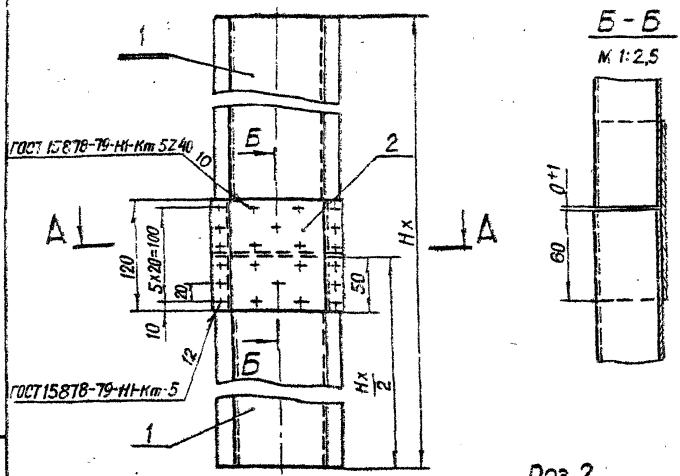 Б - Б
М 1:2,5
1
ГОСТ 15878-79-Н1-Кт 5Z40
10
Б
2
А
А
Нх
120
5x20=100
20
10
50
60
0+1
12
Б
Нх
2
ГОСТ 15878-79-Н1-Кт-5
1
Поз. 2